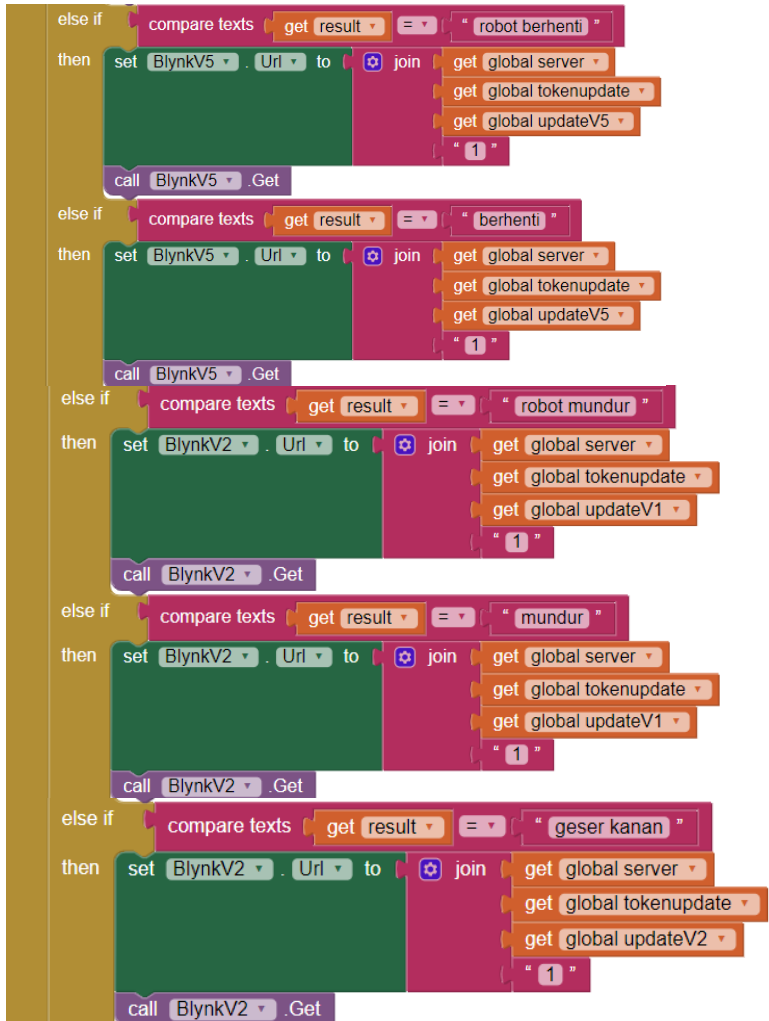 else if compare texts get result = " robot berhenti "
then set BlynkV5 . Url to join get global server
get global tokenupdate
get global updateV5
" 1 "
call BlynkV5 .Get
else if compare texts get result = " berhenti "
then set BlynkV5 . Url to join get global server
get global tokenupdate
get global updateV5
" 1 "
call BlynkV5 .Get
else if compare texts get result = " robot mundur "
then set BlynkV2 . Url to join get global server
get global tokenupdate
get global updateV1
" 1 "
call BlynkV2 .Get
else if compare texts get result = " mundur "
then set BlynkV2 . Url to join get global server
get global tokenupdate
get global updateV1
" 1 "
call BlynkV2 .Get
else if compare texts get result = " geser kanan "
then set BlynkV2 . Url to join get global server
get global tokenupdate
get global updateV2
" 1 "
call BlynkV2 .Get